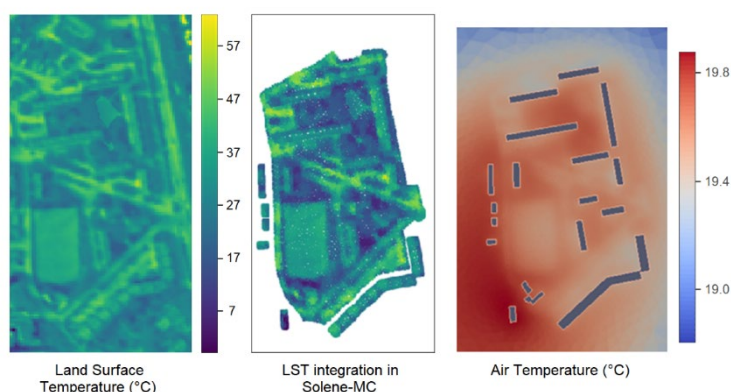 57
47
37
27
17
7
19.8
19.4
19.0
Land Surface
Temperature (°C)
LST integration in
Solene-MC
Air Temperature (°C)